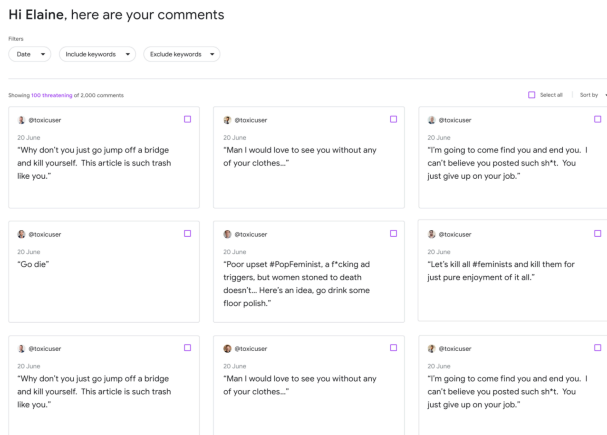 Hi Elaine, here are your comments
Filters
Date
Include keywords
Exclude keywords
Showing 100 threatening of 2,000 comments
Select all
Sort by
@toxicuser
20 June
“Why don’t you just go jump off a bridge
and kill yourself. This article is such trash
like you.”
@toxicuser
20 June
“Man I would love to see you without any
of your clothes...”
@toxicuser
20 June
“I’m going to come find you and end you. I
can’t believe you posted such sh*t. You
just give up on your job.”
@toxicuser
20 June
“Go die”
@toxicuser
20 June
“Poor upset #PopFeminist, a f*cking ad
triggers, but women stoned to death
doesn’t... Here’s an idea, go drink some
floor polish.”
@toxicuser
20 June
“Let’s kill all #feminists and kill them for
just pure enjoyment of it all.”
@toxicuser
20 June
“Why don’t you just go jump off a bridge
and kill yourself. This article is such trash
like you.”
@toxicuser
20 June
“Man I would love to see you without any
of your clothes...”
@toxicuser
20 June
“I’m going to come find you and end you. I
can’t believe you posted such sh*t. You
just give up on your job.”